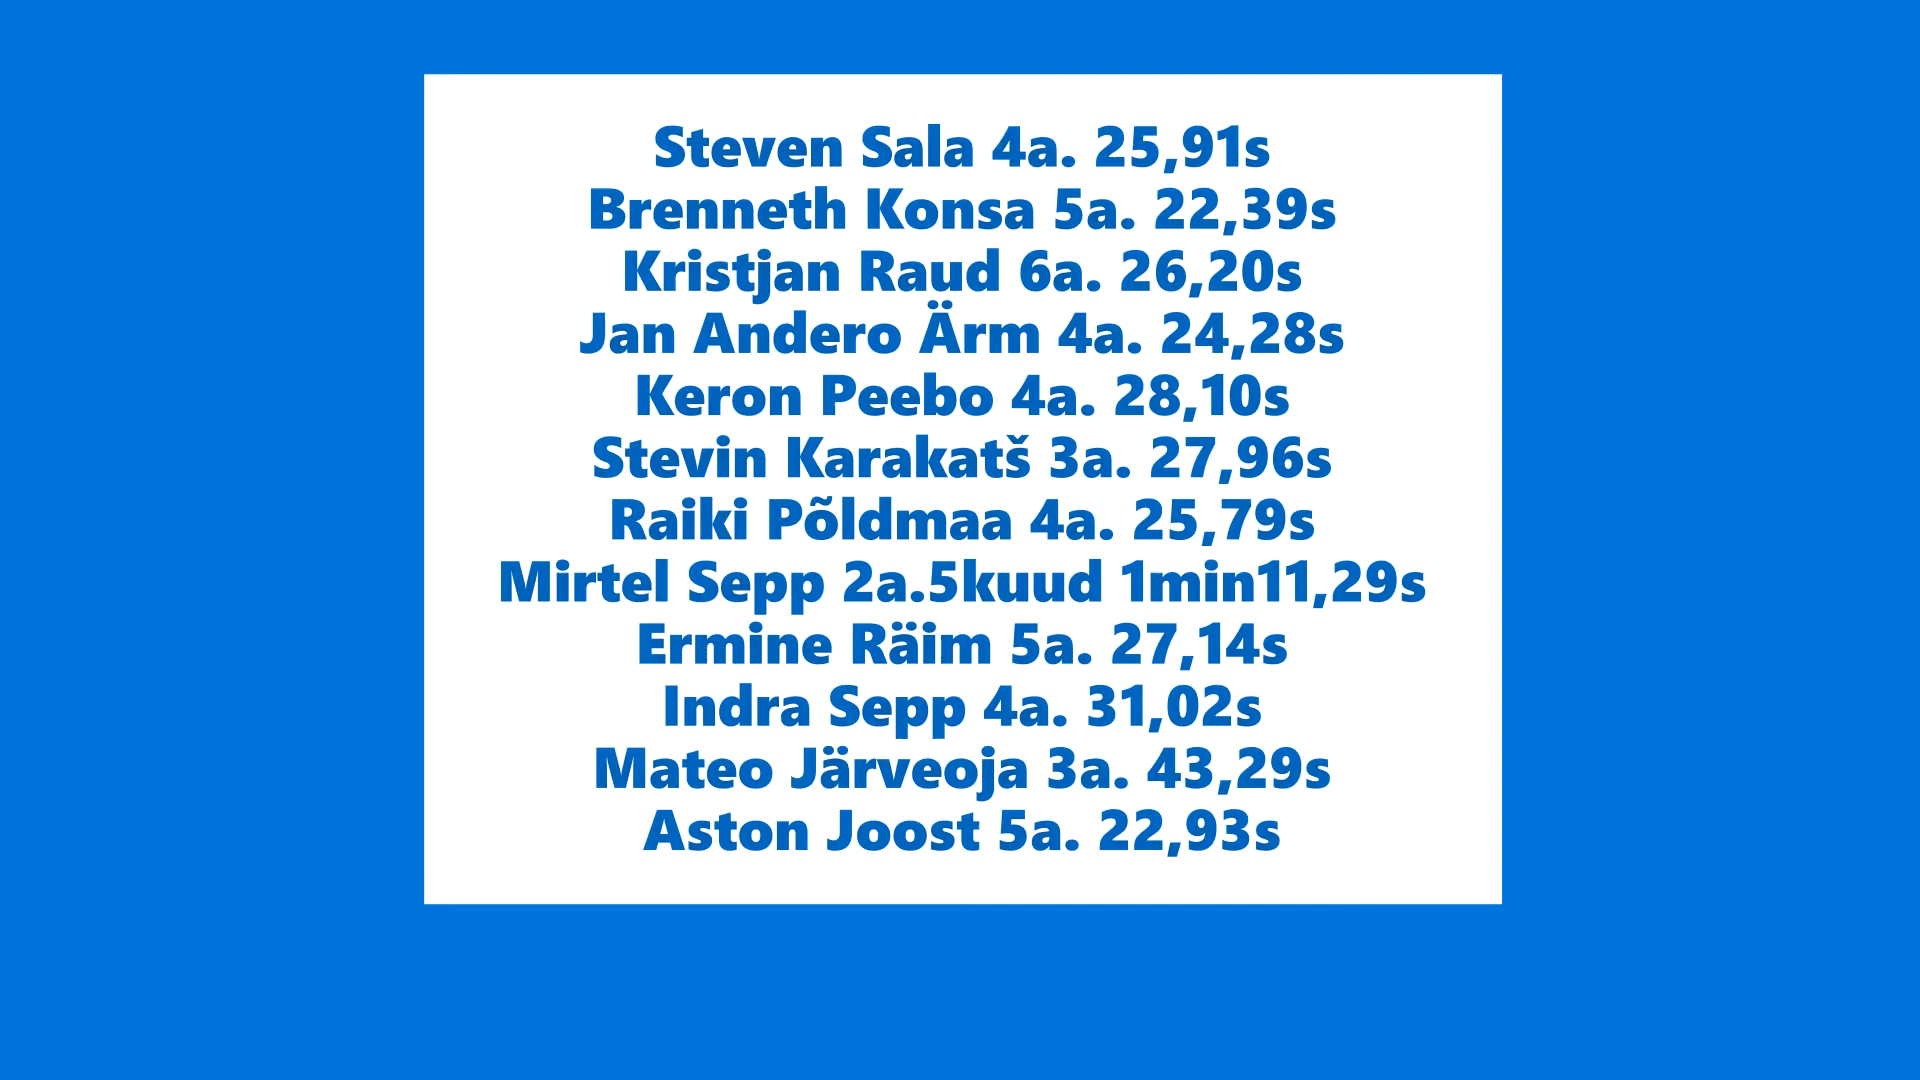 Steven Sala 4a. 25,91s
Brenneth Konsa 5a. 22,39s
Kristjan Raud 6a. 26,20s
Jan Andero Ärm 4a. 24,28s
Keron Peebo 4a. 28,10s
Stevin Karakatš 3a. 27,96s
Raiki Põldmaa 4a. 25,79s
Mirtel Sepp 2a.5kuud 1min11,29s
Ermine Räim 5a. 27,14s
Indra Sepp 4a. 31,02s
Mateo Järveoja 3a. 43,29s
Aston Joost 5a. 22,93s